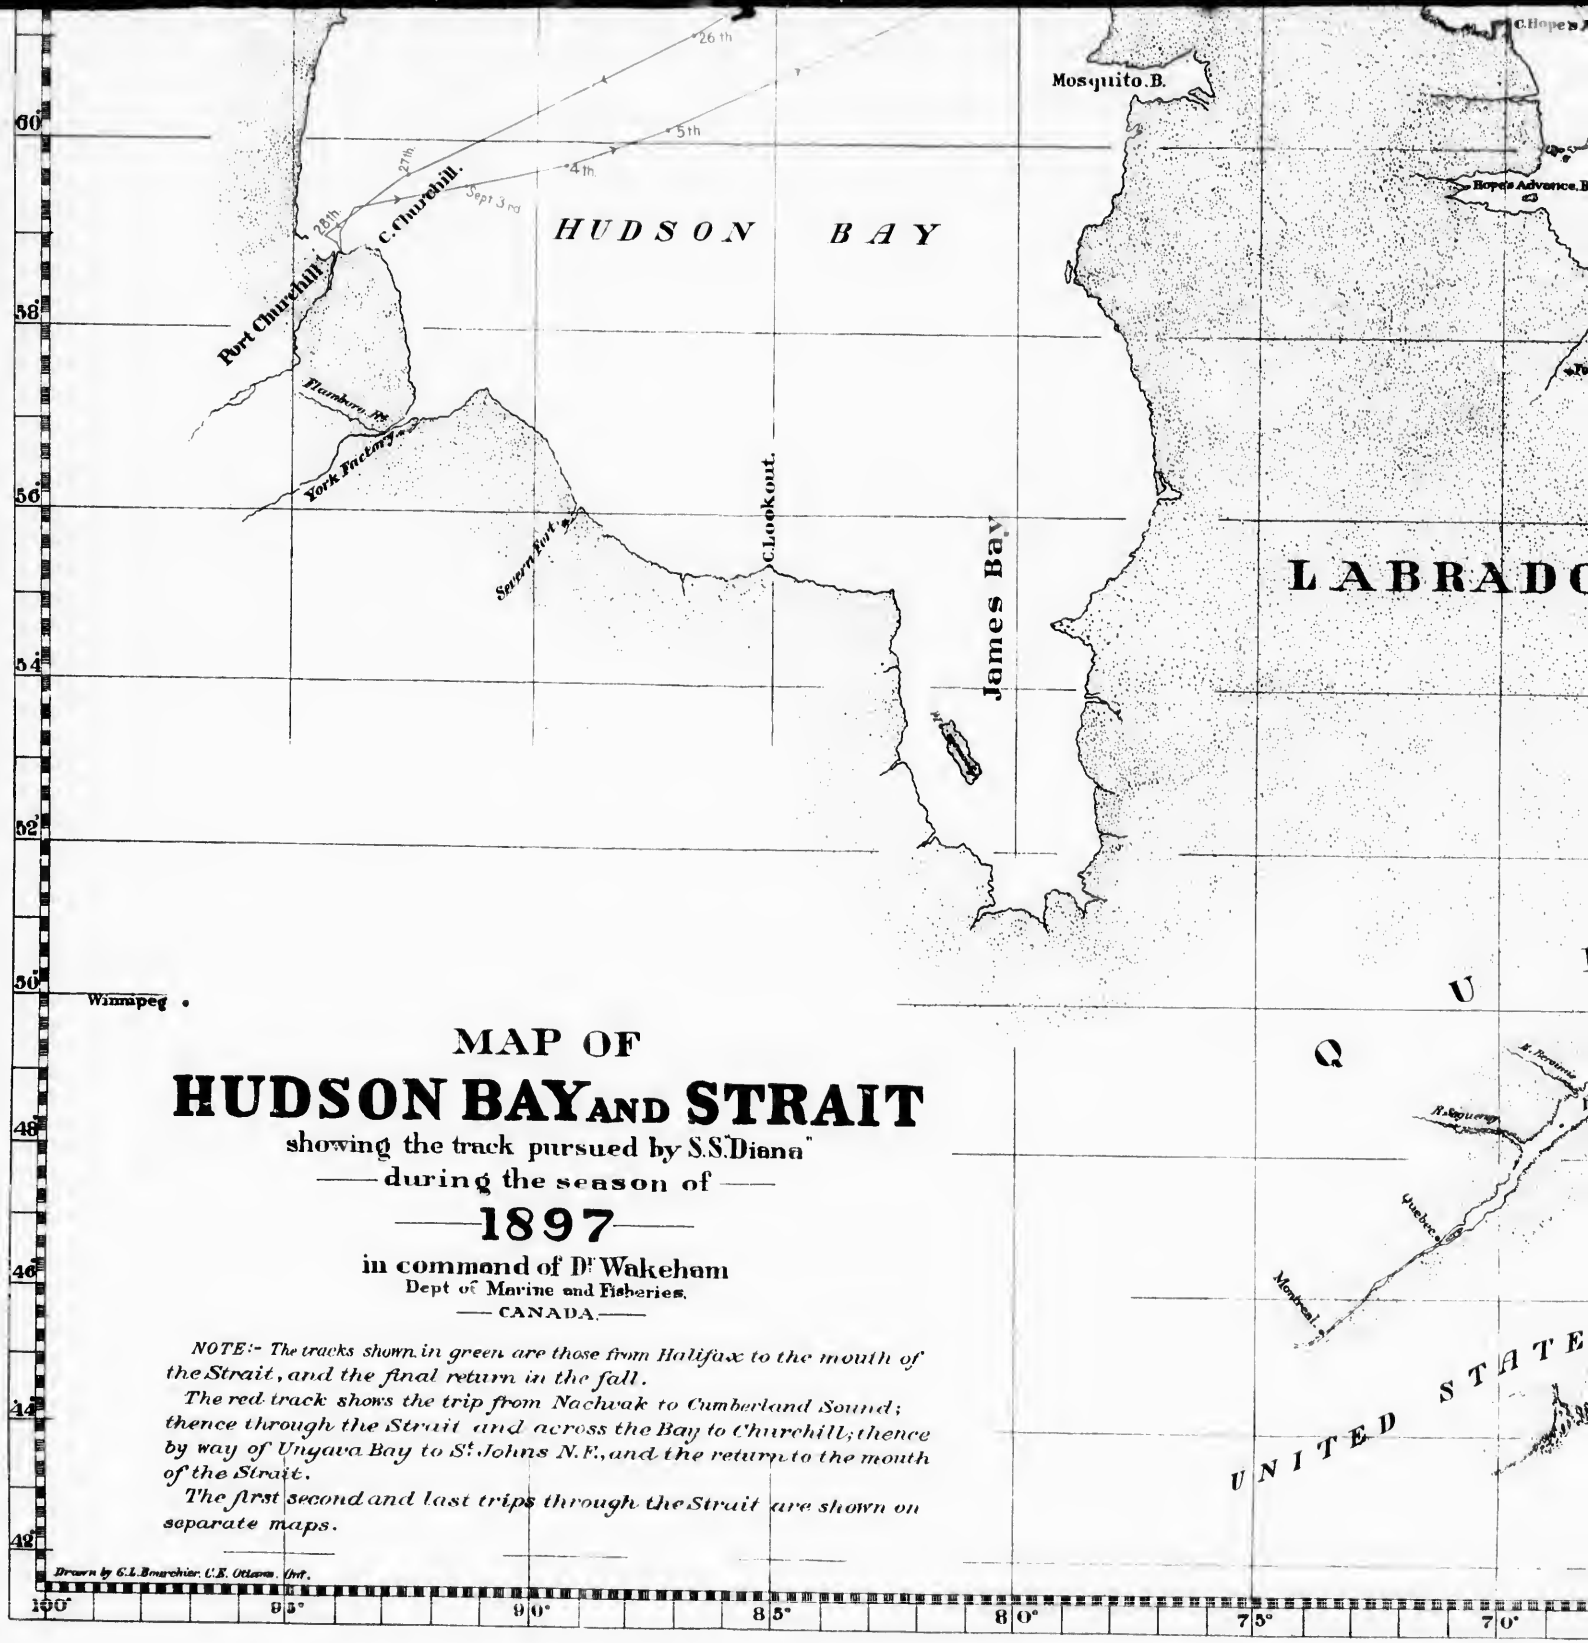 26th
C.Hope's
Mosquito.B.
60°
5th
27th
4th
Sept 3rd
C.Churchill.
Hope's Advance.B
28th
HUDSON BAY
Port Churchill
58°
Flamboro. Hd
York Factory.
56°
C.Lookout.
Severn Fort.
James Bay
LABRADO
54°
52°
50°
Winnipeg
U
Q
MAP OF
HUDSON BAY AND STRAIT
showing the track pursued by S.S."Diana"
during the season of
1897
in command of Dr. Wakeham
Dept of Marine and Fisheries.
CANADA.
48°
Quebec.
46°
Montreal.
NOTE:- The tracks shown in green are those from Halifax to the mouth of
the Strait, and the final return in the fall.
The red track shows the trip from Nachvak to Cumberland Sound;
thence through the Strait and across the Bay to Churchill; thence
by way of Ungava Bay to St. Johns N.F., and the return to the mouth
of the Strait.
The first second and last trips through the Strait are shown on
separate maps.
44°
UNITED STATE
42°
Drawn by G.L.Bourchier. C.E. Ottawa. Ont.
100° 95° 90° 85° 80° 75° 70°